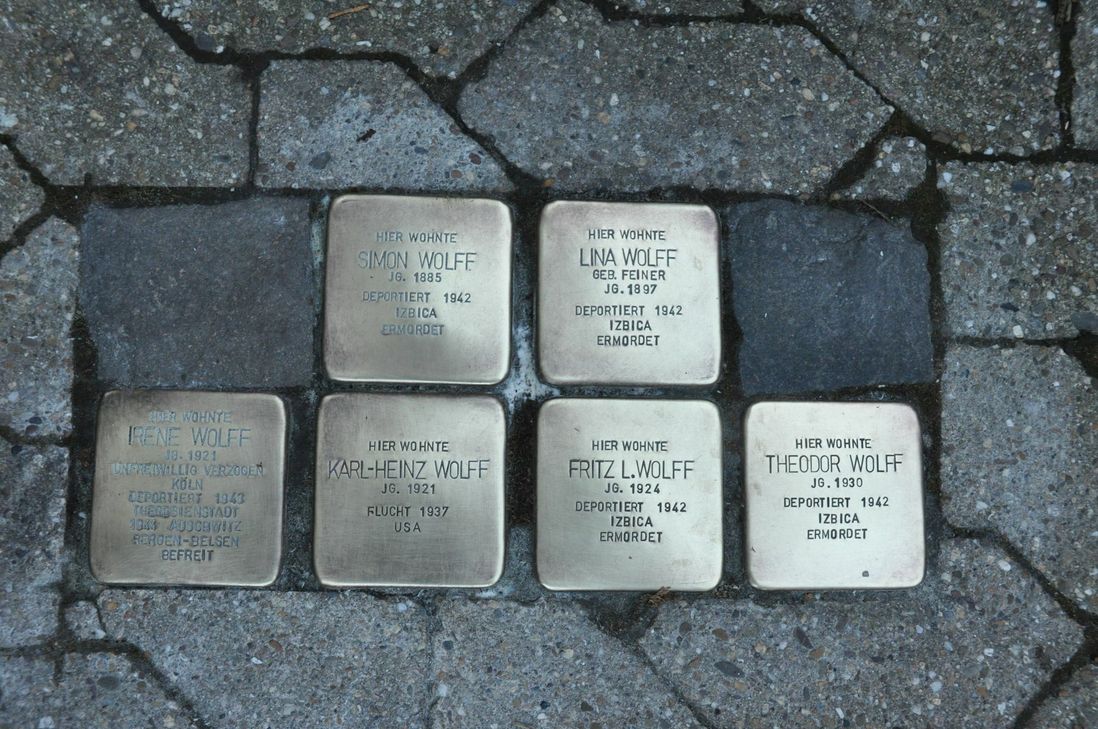 HIER WOHNTE
SIMON WOLFF
JG. 1885
DEPORTIERT 1942
IZBICA
ERMORDET
HIER WOHNTE
LINA WOLFF
GEB. FEINER
JG. 1897
DEPORTIERT 1942
IZBICA
ERMORDET
HIER WOHNTE
IRENE WOLFF
JG. 1921
UNFREIWILLIG VERZOGEN
KÖLN
DEPORTIERT 1943
THERESIENSTADT
1944 AUSCHWITZ
BERGEN-BELSEN
BEFREIT
HIER WOHNTE
KARL-HEINZ WOLFF
JG. 1921
FLUCHT 1937
USA
HIER WOHNTE
FRITZ L. WOLFF
JG. 1924
DEPORTIERT 1942
IZBICA
ERMORDET
HIER WOHNTE
THEODOR WOLFF
JG. 1930
DEPORTIERT 1942
IZBICA
ERMORDET